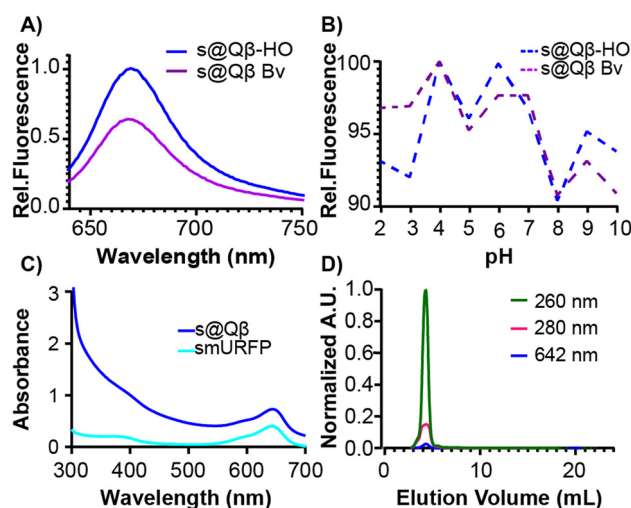 A)
s@Qβ-HO
s@Qβ Bv
Rel.Fluorescence
1.0
0.5
0.0
650
700
750
Wavelength (nm)
B)
s@Qβ-HO
s@Qβ Bv
Rel.Fluorescence
100
95
90
2 3 4 5 6 7 8 9 10
pH
C)
s@Qβ
smURFP
Absorbance
3
2
1
0
300 400 500 600 700
Wavelength (nm)
D)
260 nm
280 nm
642 nm
Normalized A.U.
1.0
0.8
0.6
0.4
0.2
0.0
0 10 20
Elution Volume (mL)